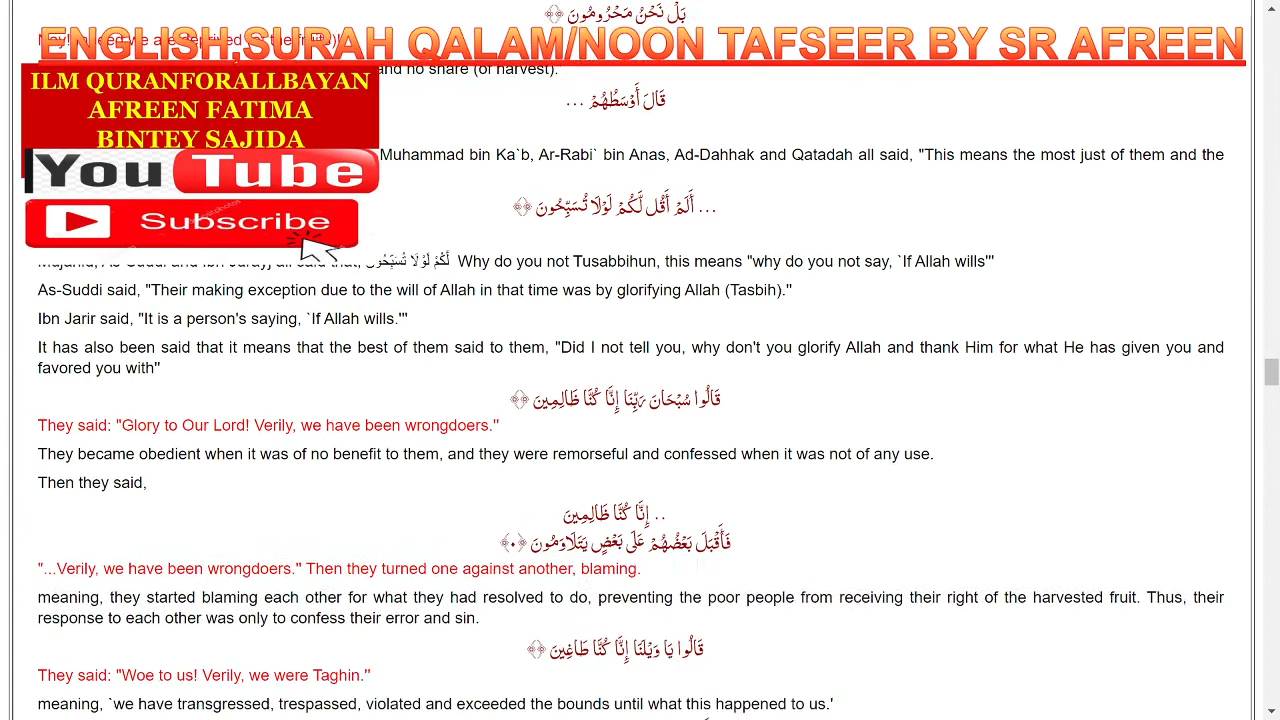 بَلْ نَحْنُ مَحْرُومُونَ ﴿﴾
ENGLISH,SURAH QALAM/NOON TAFSEER BY SR AFREEN
and no share (of harvest).
ILM QURANFORALLBAYAN
AFREEN FATIMA
BINTEY SAJIDA
YouTube
Subscribe
قَالَ أَوْسَطُهُمْ ...
Muhammad bin Ka`b, Ar-Rabi` bin Anas, Ad-Dahhak and Qatadah all said, "This means the most just of them and the
... أَلَمْ أَقُل لَّكُمْ لَوْلَا تُسَبِّحُونَ ﴿﴾
Mujahid, As-Suddi and Ibn Jurayj all said that, لَّكُمْ لَوْلَا تُسَبِّحُونَ Why do you not Tusabbihun, this means "why do you not say, `If Allah wills"'
As-Suddi said, "Their making exception due to the will of Allah in that time was by glorifying Allah (Tasbih)."
Ibn Jarir said, "It is a person's saying, `If Allah wills.'"
It has also been said that it means that the best of them said to them, "Did I not tell you, why don't you glorify Allah and thank Him for what He has given you and
favored you with"
قَالُوا سُبْحَانَ رَبِّنَا إِنَّا كُنَّا ظَالِمِينَ ﴿﴾
They said: "Glory to Our Lord! Verily, we have been wrongdoers."
They became obedient when it was of no benefit to them, and they were remorseful and confessed when it was not of any use.
Then they said,
.. إِنَّا كُنَّا ظَالِمِينَ
فَأَقْبَلَ بَعْضُهُمْ عَلَى بَعْضٍ يَتَلَاوَمُونَ ﴿٠﴾
"...Verily, we have been wrongdoers." Then they turned one against another, blaming.
meaning, they started blaming each other for what they had resolved to do, preventing the poor people from receiving their right of the harvested fruit. Thus, their
response to each other was only to confess their error and sin.
قَالُوا يَا وَيْلَنَا إِنَّا كُنَّا طَاغِينَ ﴿﴾
They said: "Woe to us! Verily, we were Taghin."
meaning, `we have transgressed, trespassed, violated and exceeded the bounds until what this happened to us.'